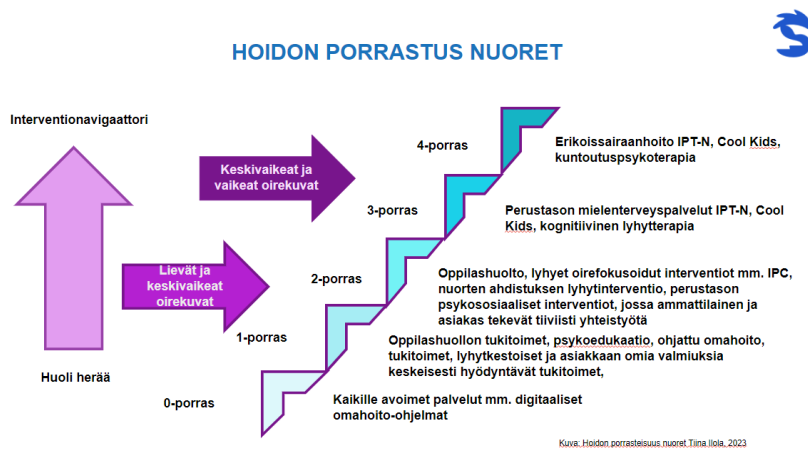 HOIDON PORRASTUS NUORET
Interventionavigaattori
Huoli herää
Keskivaikeat ja
vaikeat oirekuvat
Lievät ja
keskivaikeat
oirekuvat
4-porras
Erikoissairaanhoito IPT-N, Cool Kids,
kuntoutuspsykoterapia
3-porras
Perustason mielenterveyspalvelut IPT-N, Cool
Kids, kognitiivinen lyhytterapia
2-porras
Oppilashuolto, lyhyet oirefokusoidut interventiot mm. IPC,
nuorten ahdistuksen lyhytinterventio, perustason
psykososiaaliset interventiot, jossa ammattilainen ja
asiakas tekevät tiiviisti yhteistyötä
1-porras
Oppilashuollon tukitoimet, psykoedukaatio, ohjattu omahoito,
tukitoimet, lyhytkestoiset ja asiakkaan omia valmiuksia
keskeisesti hyödyntävät tukitoimet,
0-porras
Kaikille avoimet palvelut mm. digitaaliset
omahoito-ohjelmat
Kuva: Hoidon porrasteisuus nuoret Tiina Ilola, 2023